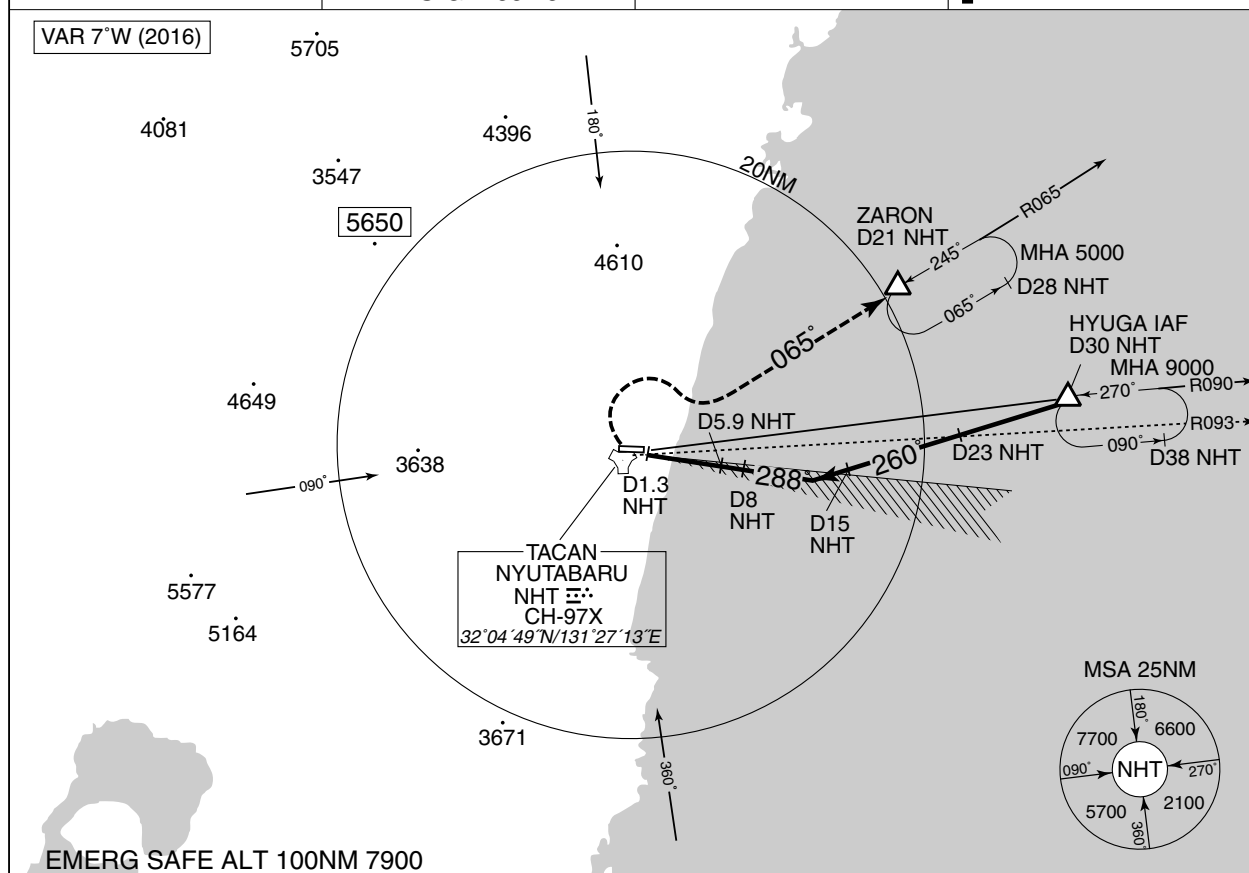 VAR 7°W (2016)
5705
4081
4396
3547
180°
20NM
5650
4610
ZARON
D21 NHT
R065
245°
MHA 5000
D28 NHT
065°
065°
HYUGA IAF
D30 NHT
MHA 9000
270°
R090
4649
D5.9 NHT
R093
090°
D38 NHT
3638
260°
D23 NHT
288°
090°
D1.3
NHT
D8
NHT
D15
NHT
TACAN
NYUTABARU
NHT
CH-97X
32°04´49˝N/131°27´13˝E
5577
5164
3671
360°
MSA 25NM
180°
7700
6600
090°
NHT
270°
5700
2100
360°
EMERG SAFE ALT 100NM 7900